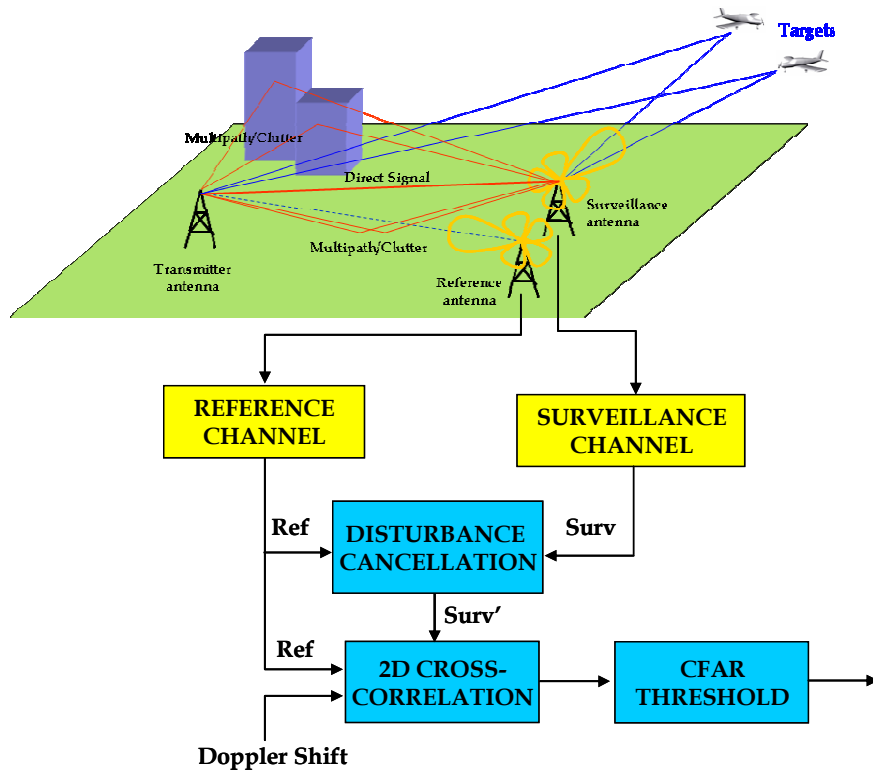 Targets
Multipath/Clutter
Direct Signal
Surveillance
antenna
Multipath/Clutter
Transmitter
antenna
Reference
antenna
REFERENCE
CHANNEL
SURVEILLANCE
CHANNEL
Ref
Surv
DISTURBANCE
CANCELLATION
Surv’
Ref
2D CROSS-
CORRELATION
CFAR
THRESHOLD
Doppler Shift